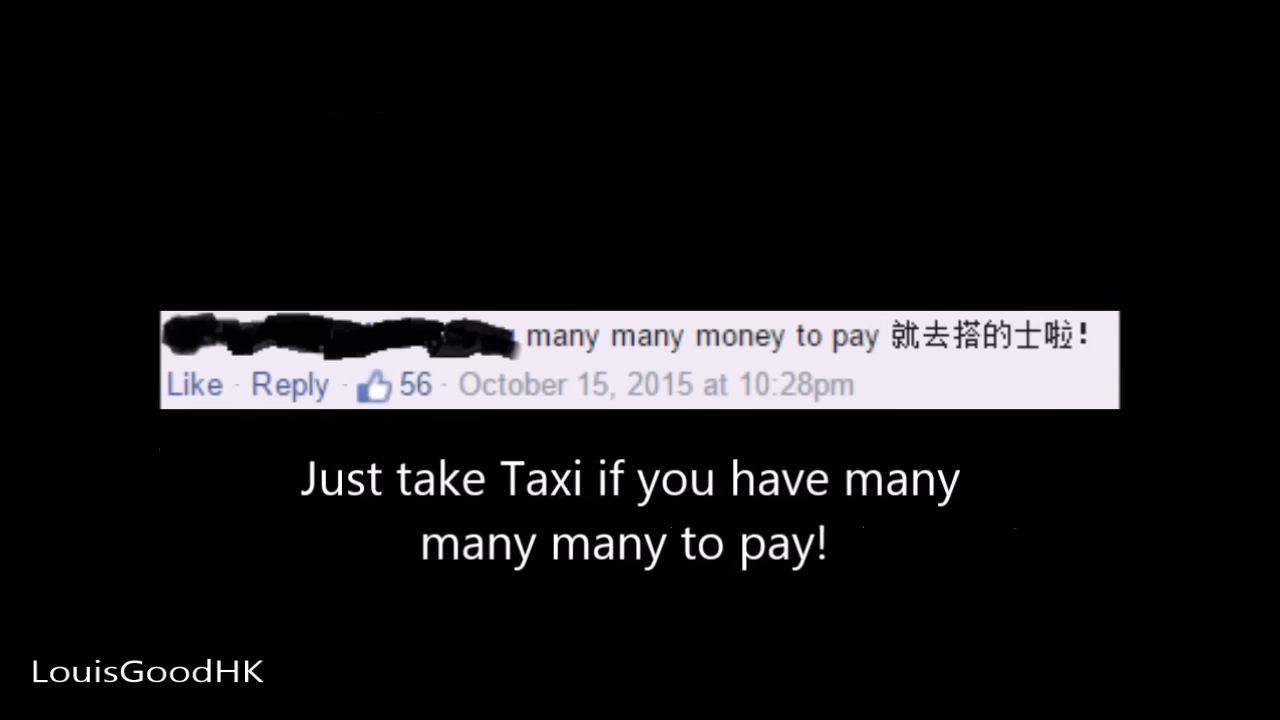 many many money to pay 就去搭的士啦!
Like · Reply · 56 · October 15, 2015 at 10:28pm
Just take Taxi if you have many
many many to pay!
LouisGoodHK